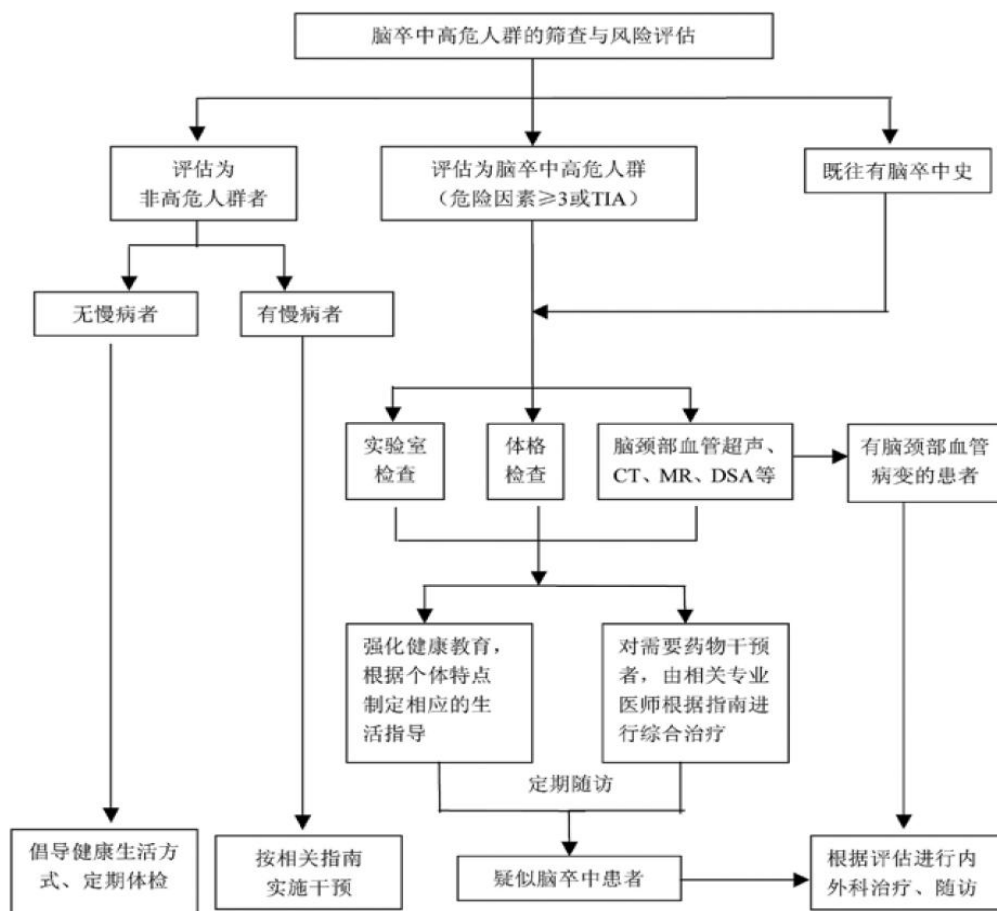 脑卒中高危人群的筛查与风险评估
评估为
非高危人群者
评估为脑卒中高危人群
（危险因素≥3或TIA）
既往有脑卒中史
无慢病者
有慢病者
实验室
检查
体格
检查
脑颈部血管超声、
CT、MR、DSA等
有脑颈部血管
病变的患者
强化健康教育，
根据个体特点
制定相应的生
活指导
对需要药物干预
者，由相关专业
医师根据指南进
行综合治疗
定期随访
倡导健康生活方
式、定期体检
按相关指南
实施干预
疑似脑卒中患者
根据评估进行内
外科治疗、随访